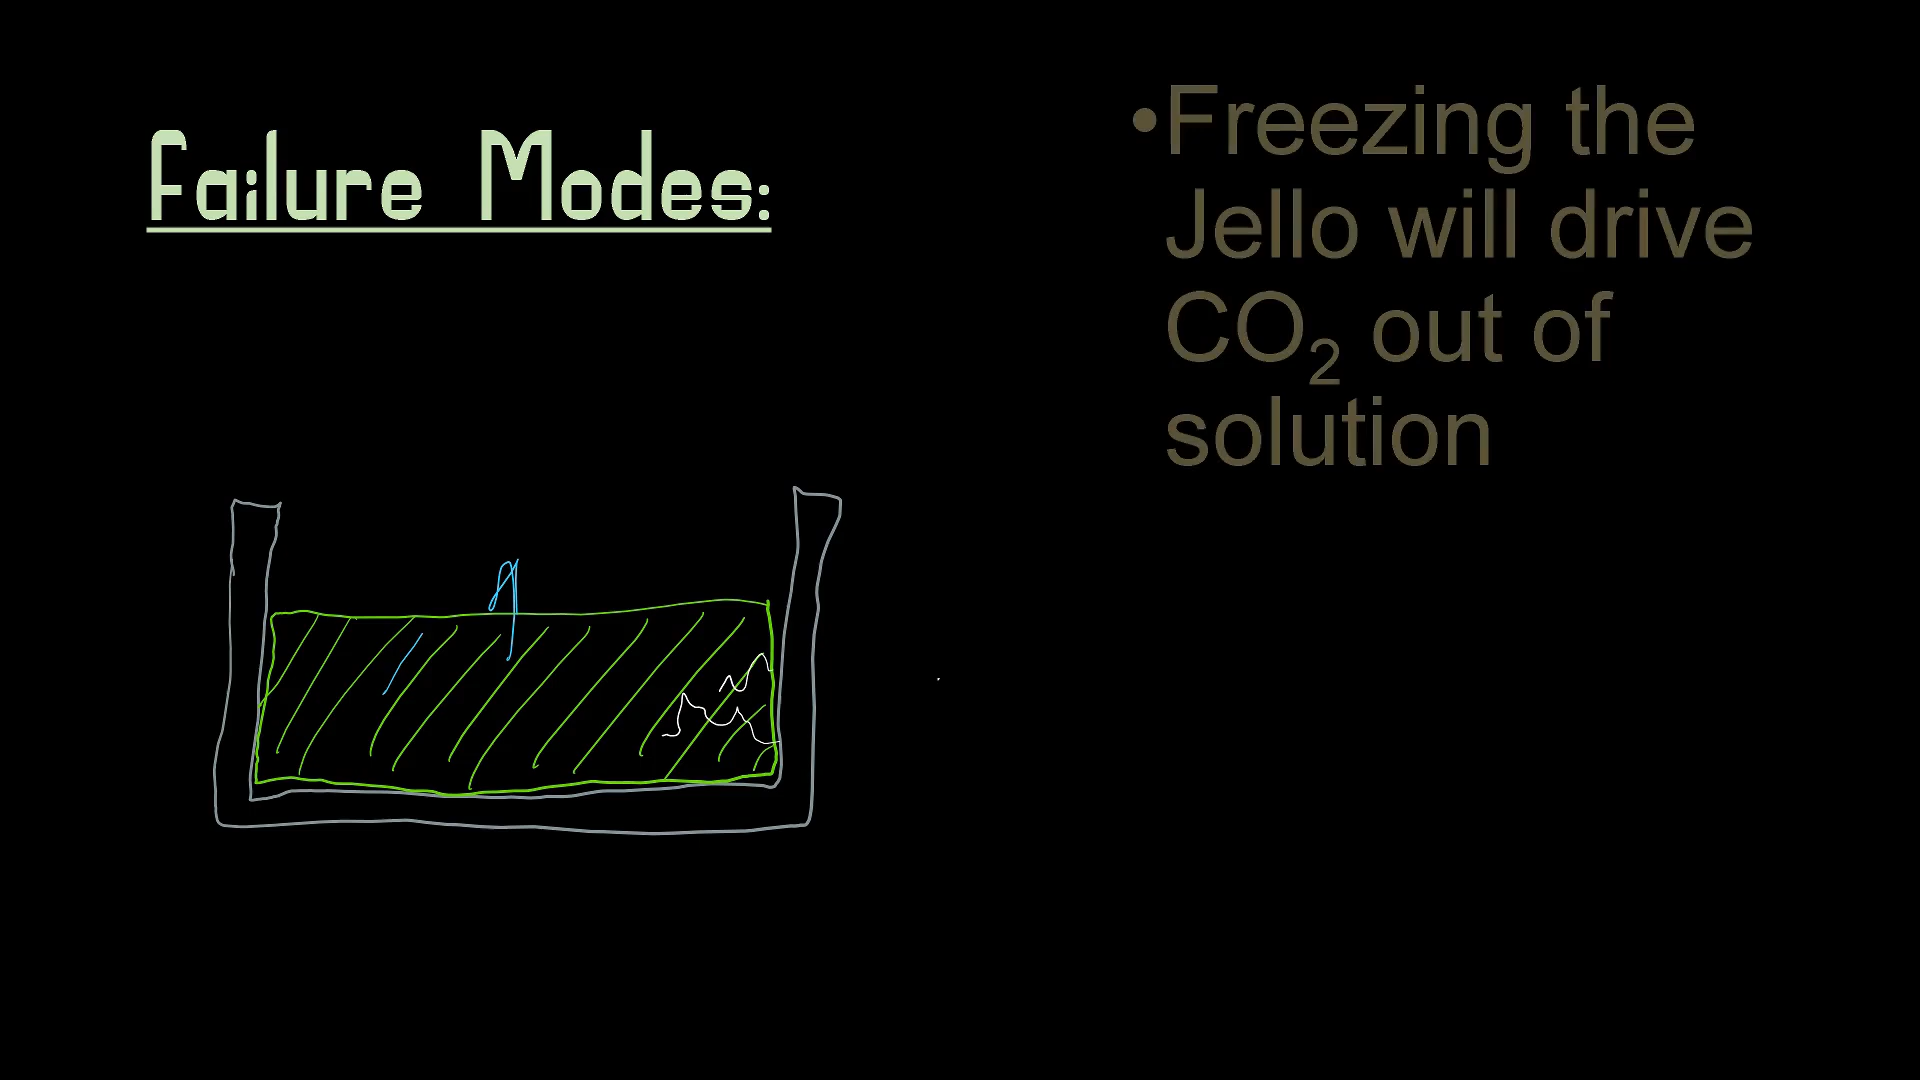 Failure Modes:
•Freezing the
Jello will drive
CO₂ out of
solution